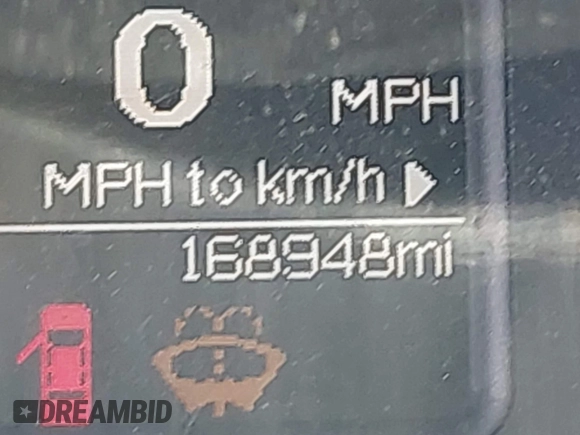 0 MPH
MPH to km/h
168948mi
DREAMBID